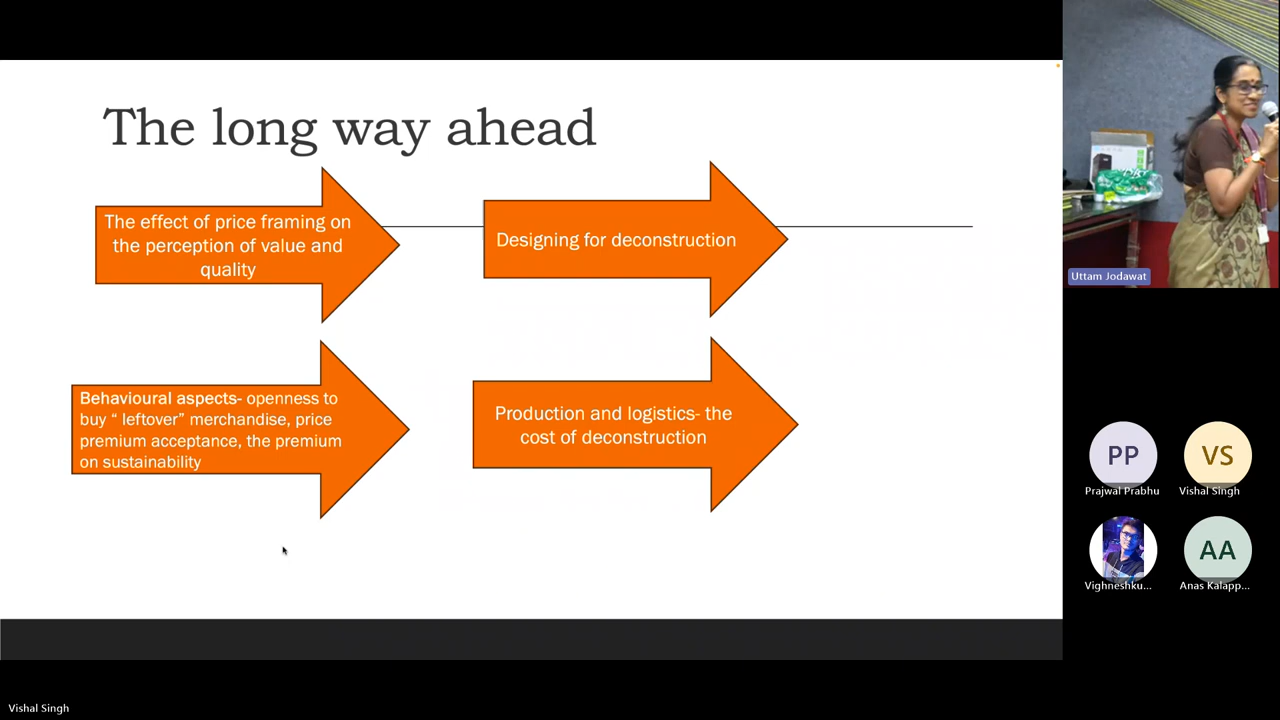 The long way ahead
The effect of price framing on
the perception of value and
quality
Designing for deconstruction
Behavioural aspects- openness to
buy “ leftover” merchandise, price
premium acceptance, the premium
on sustainability
Production and logistics- the
cost of deconstruction
Uttam Jodawat
PP
Prajwal Prabhu
VS
Vishal Singh
Vighneshku...
AA
Anas Kalapp...
Vishal Singh